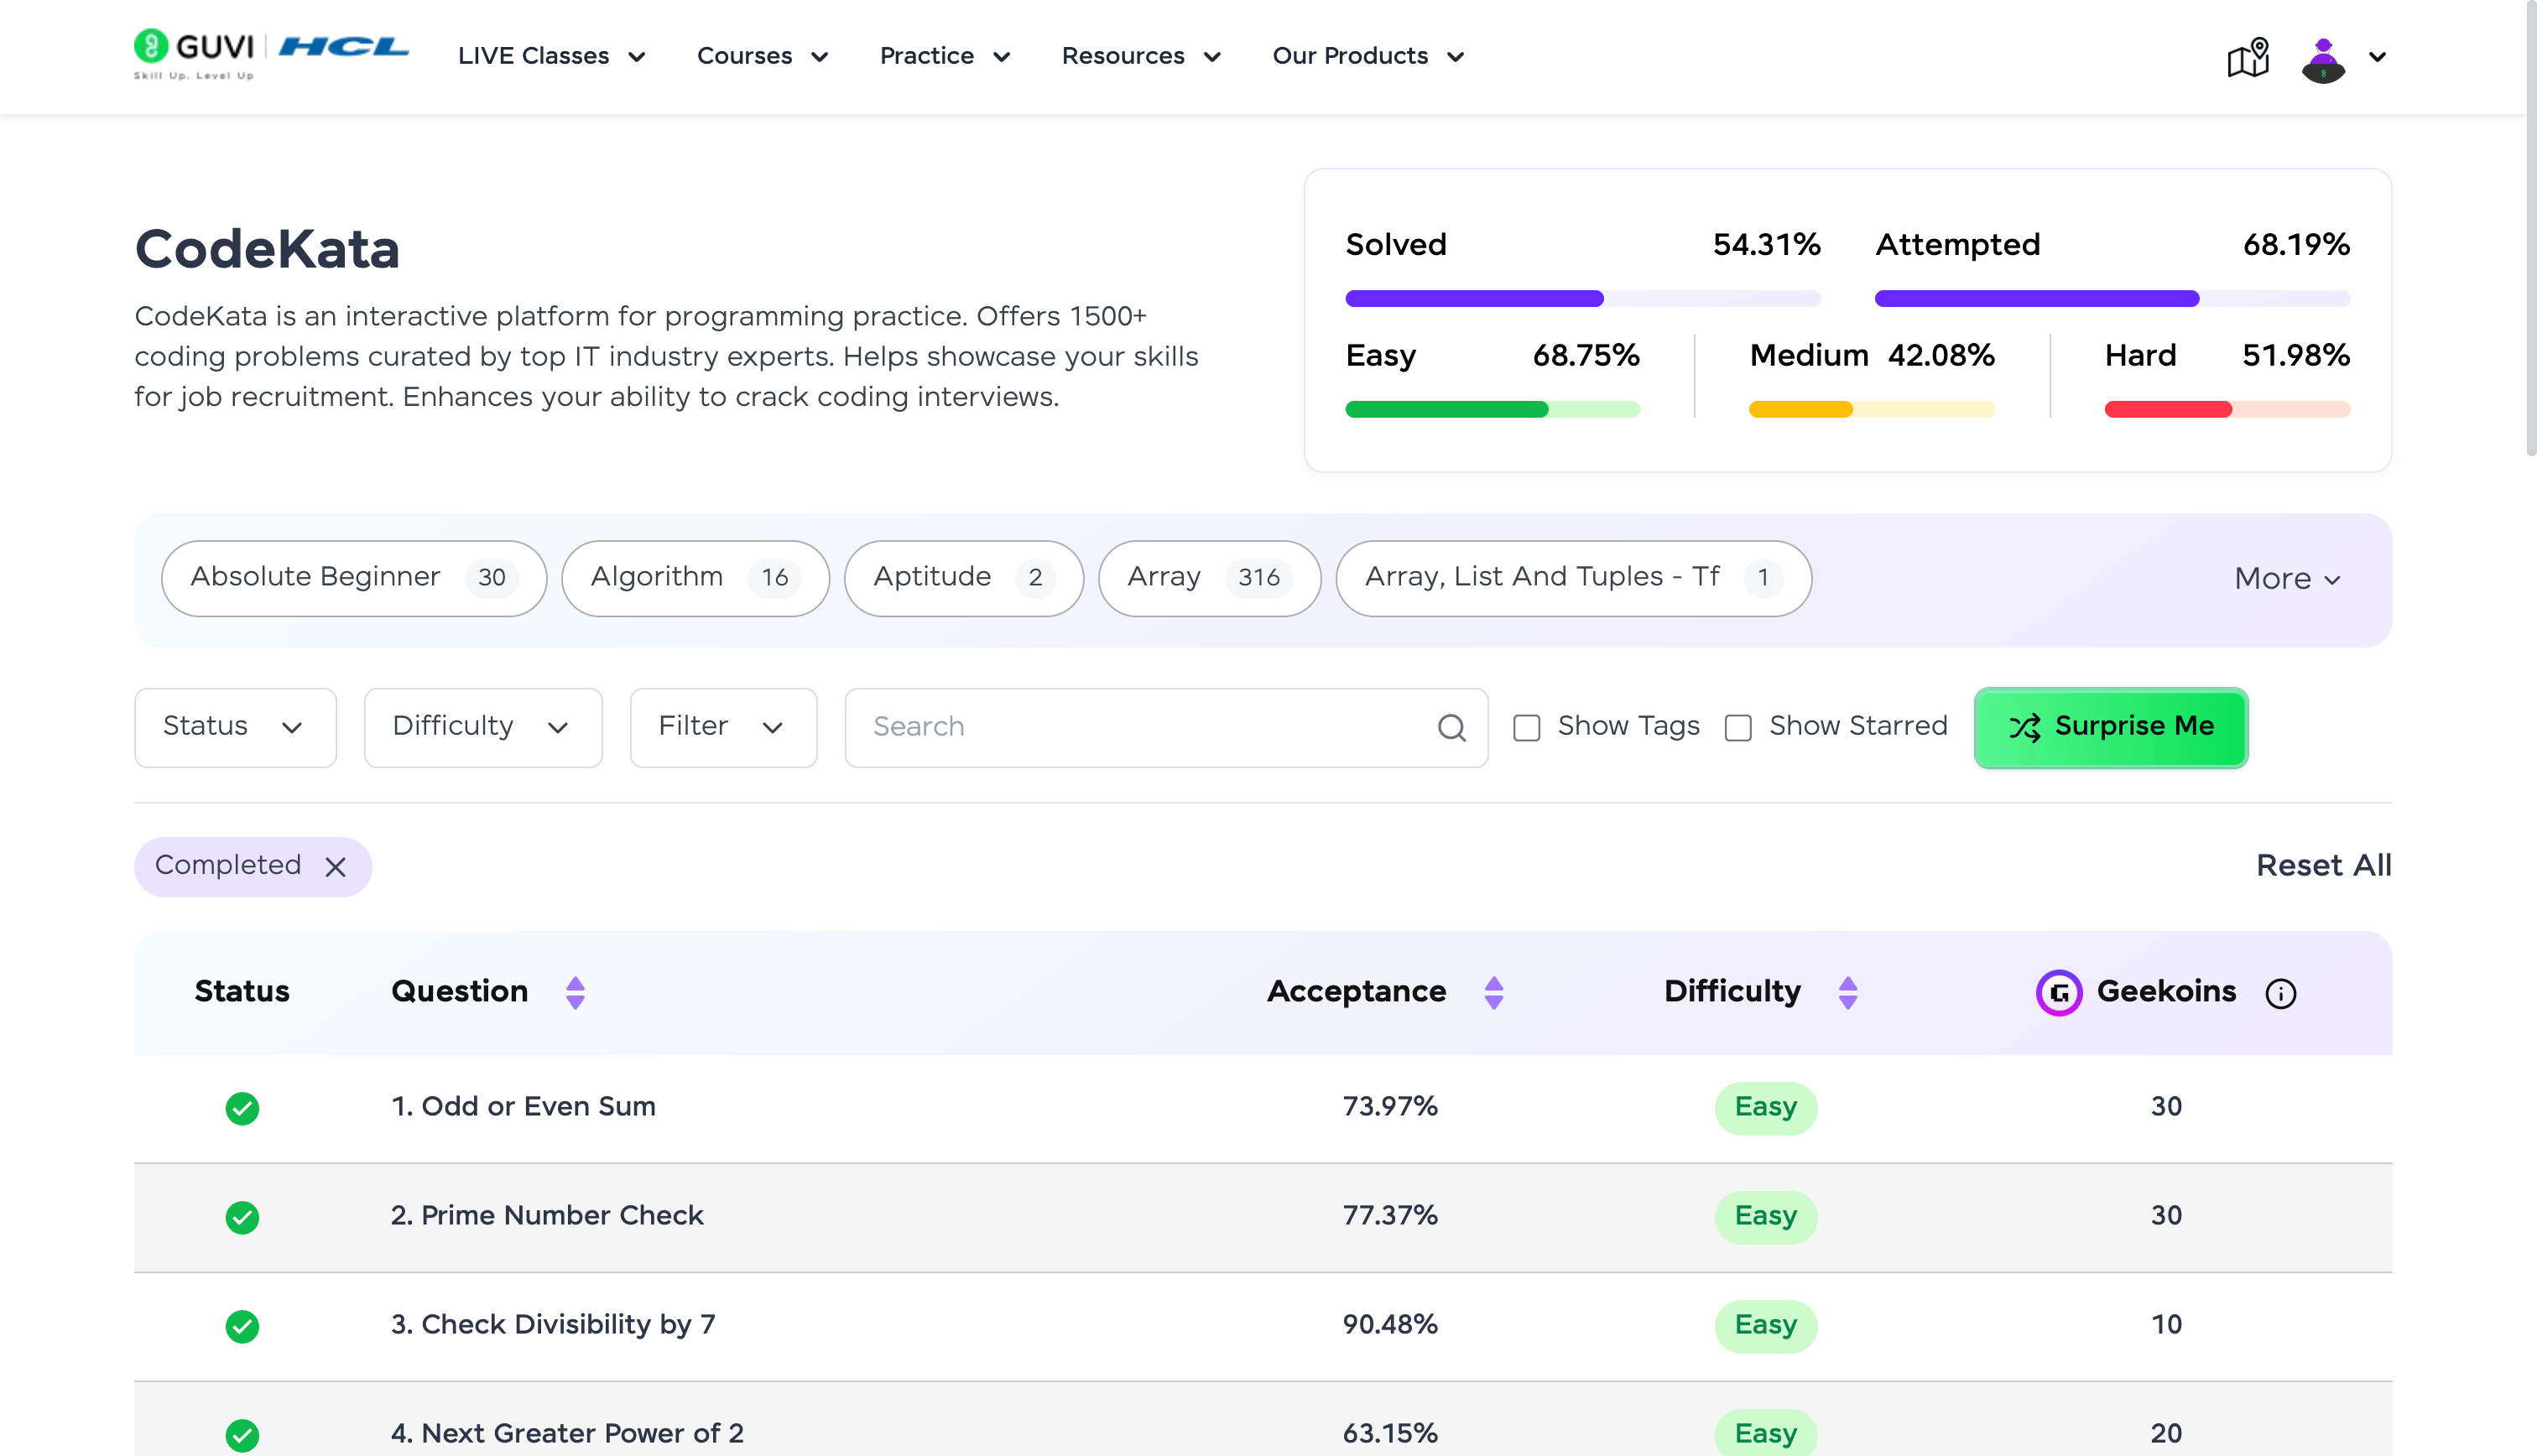 GUVI | HCL
Skill Up. Level Up
LIVE Classes
Courses
Practice
Resources
Our Products
CodeKata
CodeKata is an interactive platform for programming practice. Offers 1500+
coding problems curated by top IT industry experts. Helps showcase your skills
for job recruitment. Enhances your ability to crack coding interviews.
Solved 54.31%
Attempted 68.19%
Easy 68.75%
Medium 42.08%
Hard 51.98%
Absolute Beginner 30
Algorithm 16
Aptitude 2
Array 316
Array, List And Tuples - Tf 1
More
Status
Difficulty
Filter
Search
Show Tags
Show Starred
Surprise Me
Completed
Reset All
Status Question Acceptance Difficulty G Geekoins
1. Odd or Even Sum 73.97% Easy 30
2. Prime Number Check 77.37% Easy 30
3. Check Divisibility by 7 90.48% Easy 10
4. Next Greater Power of 2 63.15% Easy 20